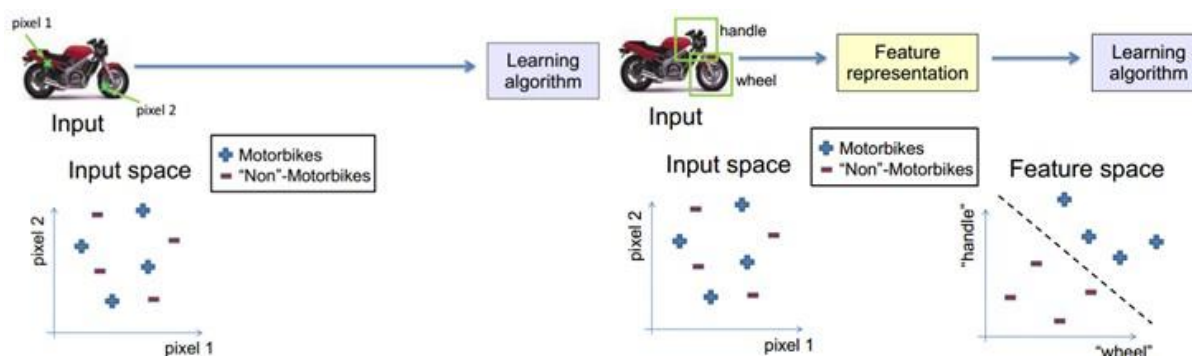 pixel 1
pixel 2
Input
Learning
algorithm
Motorbikes
“Non”-Motorbikes
Input space
pixel 2
pixel 1
handle
wheel
Input
Feature
representation
Learning
algorithm
Motorbikes
“Non”-Motorbikes
Input space
pixel 2
pixel 1
Feature space
“handle”
“wheel”